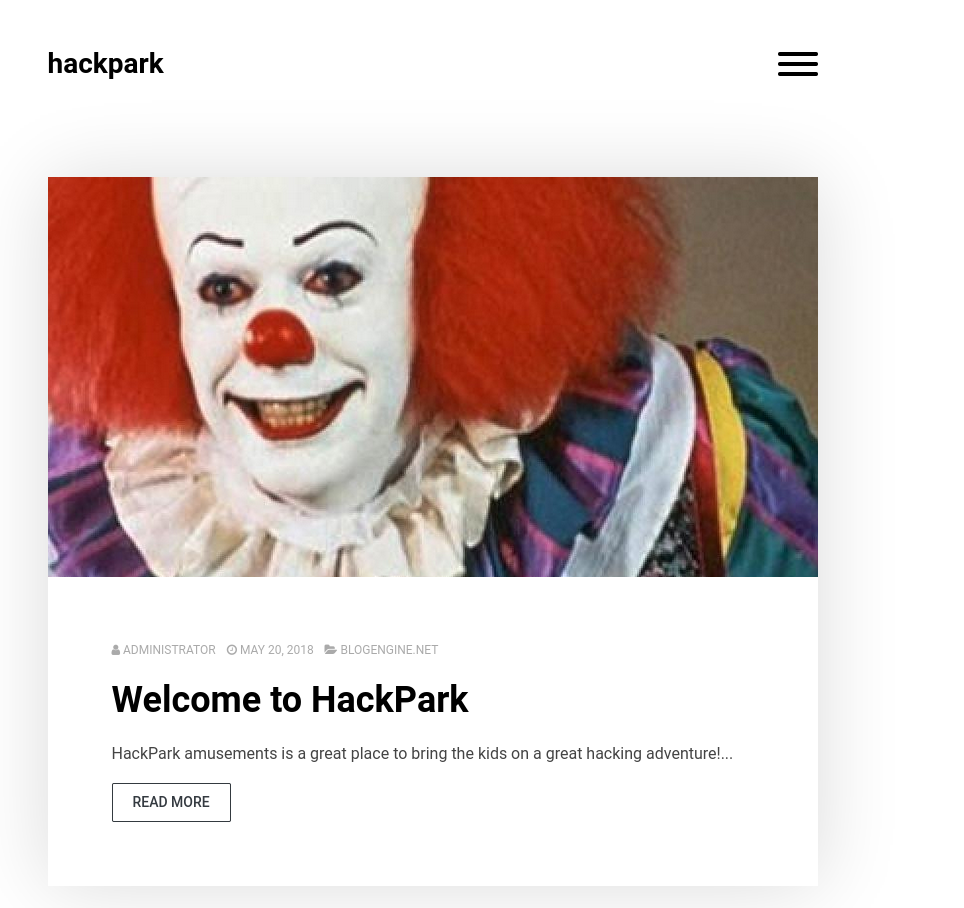 hackpark
ADMINISTRATOR MAY 20, 2018 BLOGENGINE.NET
Welcome to HackPark
HackPark amusements is a great place to bring the kids on a great hacking adventure!...
READ MORE